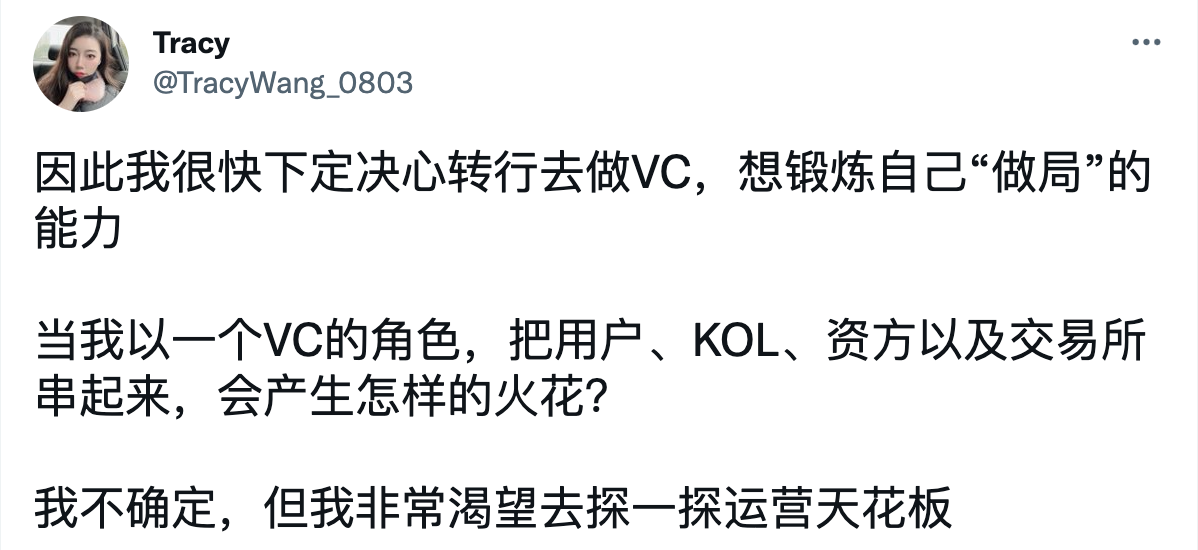 Tracy
@TracyWang_0803
因此我很快下定决心转行去做VC，想锻炼自己“做局”的
能力
当我以一个VC的角色，把用户、KOL、资方以及交易所
串起来，会产生怎样的火花？
我不确定，但我非常渴望去探一探运营天花板